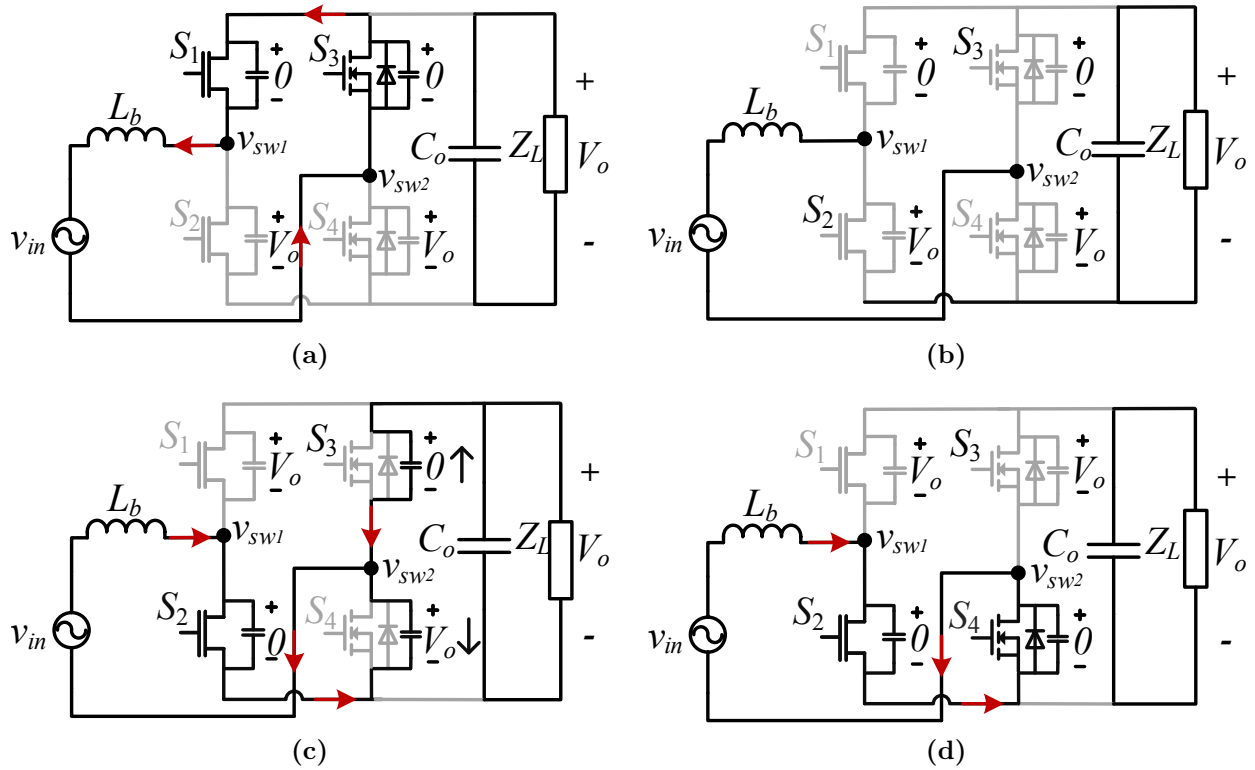 S1 + 0 - S3 + 0 - +
Lb vsw1 Co ZL Vo
vsw2
S2 + Vo - S4 + Vo - -
vin
(a)
S1 + 0 - S3 + Vo - +
Lb vsw1 Co ZL Vo
vsw2
S2 + Vo - S4 + Vo - -
vin
(b)
S1 + Vo - S3 + 0 - +
Lb vsw1 Co ZL Vo
vsw2
S2 + 0 - S4 + Vo - -
vin
(c)
S1 + Vo - S3 + Vo - +
Lb vsw1 Co ZL Vo
vsw2
S2 + 0 - S4 + 0 - -
vin
(d)